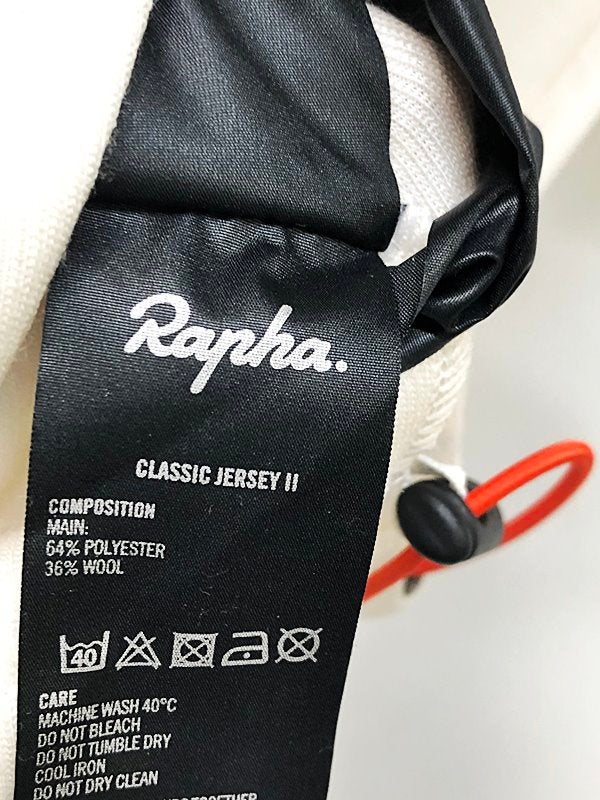 Rapha.
CLASSIC JERSEY II
COMPOSITION
MAIN:
64% POLYESTER
36% WOOL
40
CARE
MACHINE WASH 40°C
DO NOT BLEACH
DO NOT TUMBLE DRY
COOL IRON
DO NOT DRY CLEAN
TOGETHER